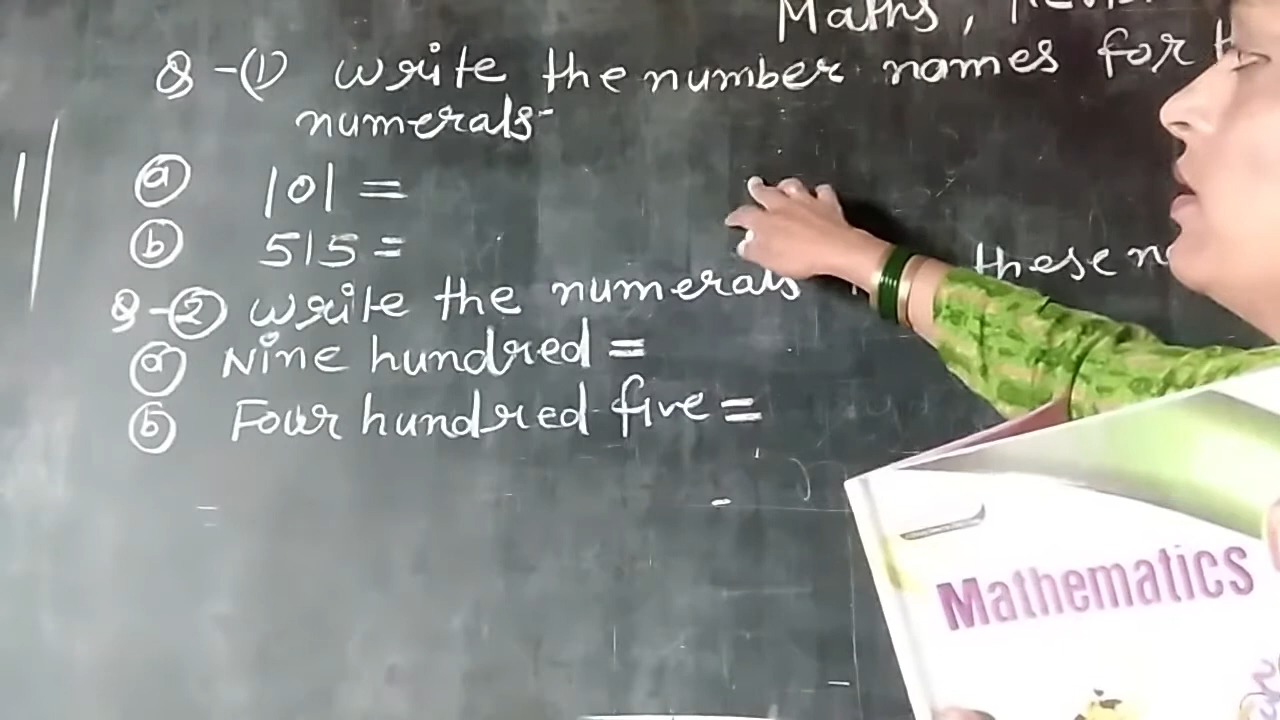 Maths,
Q-(1) write the number names for
numerals-
(a) 101 =
(b) 515 =
Q-(2) write the numerals these
(a) Nine hundred =
(b) Four hundred five =
Mathematics